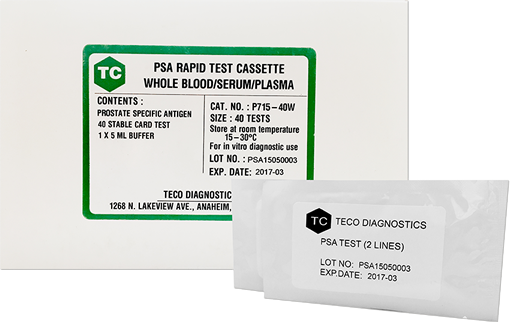 TC
PSA RAPID TEST CASSETTE
WHOLE BLOOD/SERUM/PLASMA
CONTENTS :
PROSTATE SPECIFIC ANTIGEN
40 STABLE CARD TEST
1 X 5 ML BUFFER
CAT. NO. : P715-40W
SIZE : 40 TESTS
Store at room temperature
15-30°C
For in vitro diagnostic use
LOT NO. : PSA15050003
EXP. DATE: 2017-03
TECO DIAGNOSTIC
1268 N. LAKEVIEW AVE., ANAHEIM,
TC TECO DIAGNOSTICS
PSA TEST (2 LINES)
LOT NO: PSA15050003
EXP.DATE: 2017-03